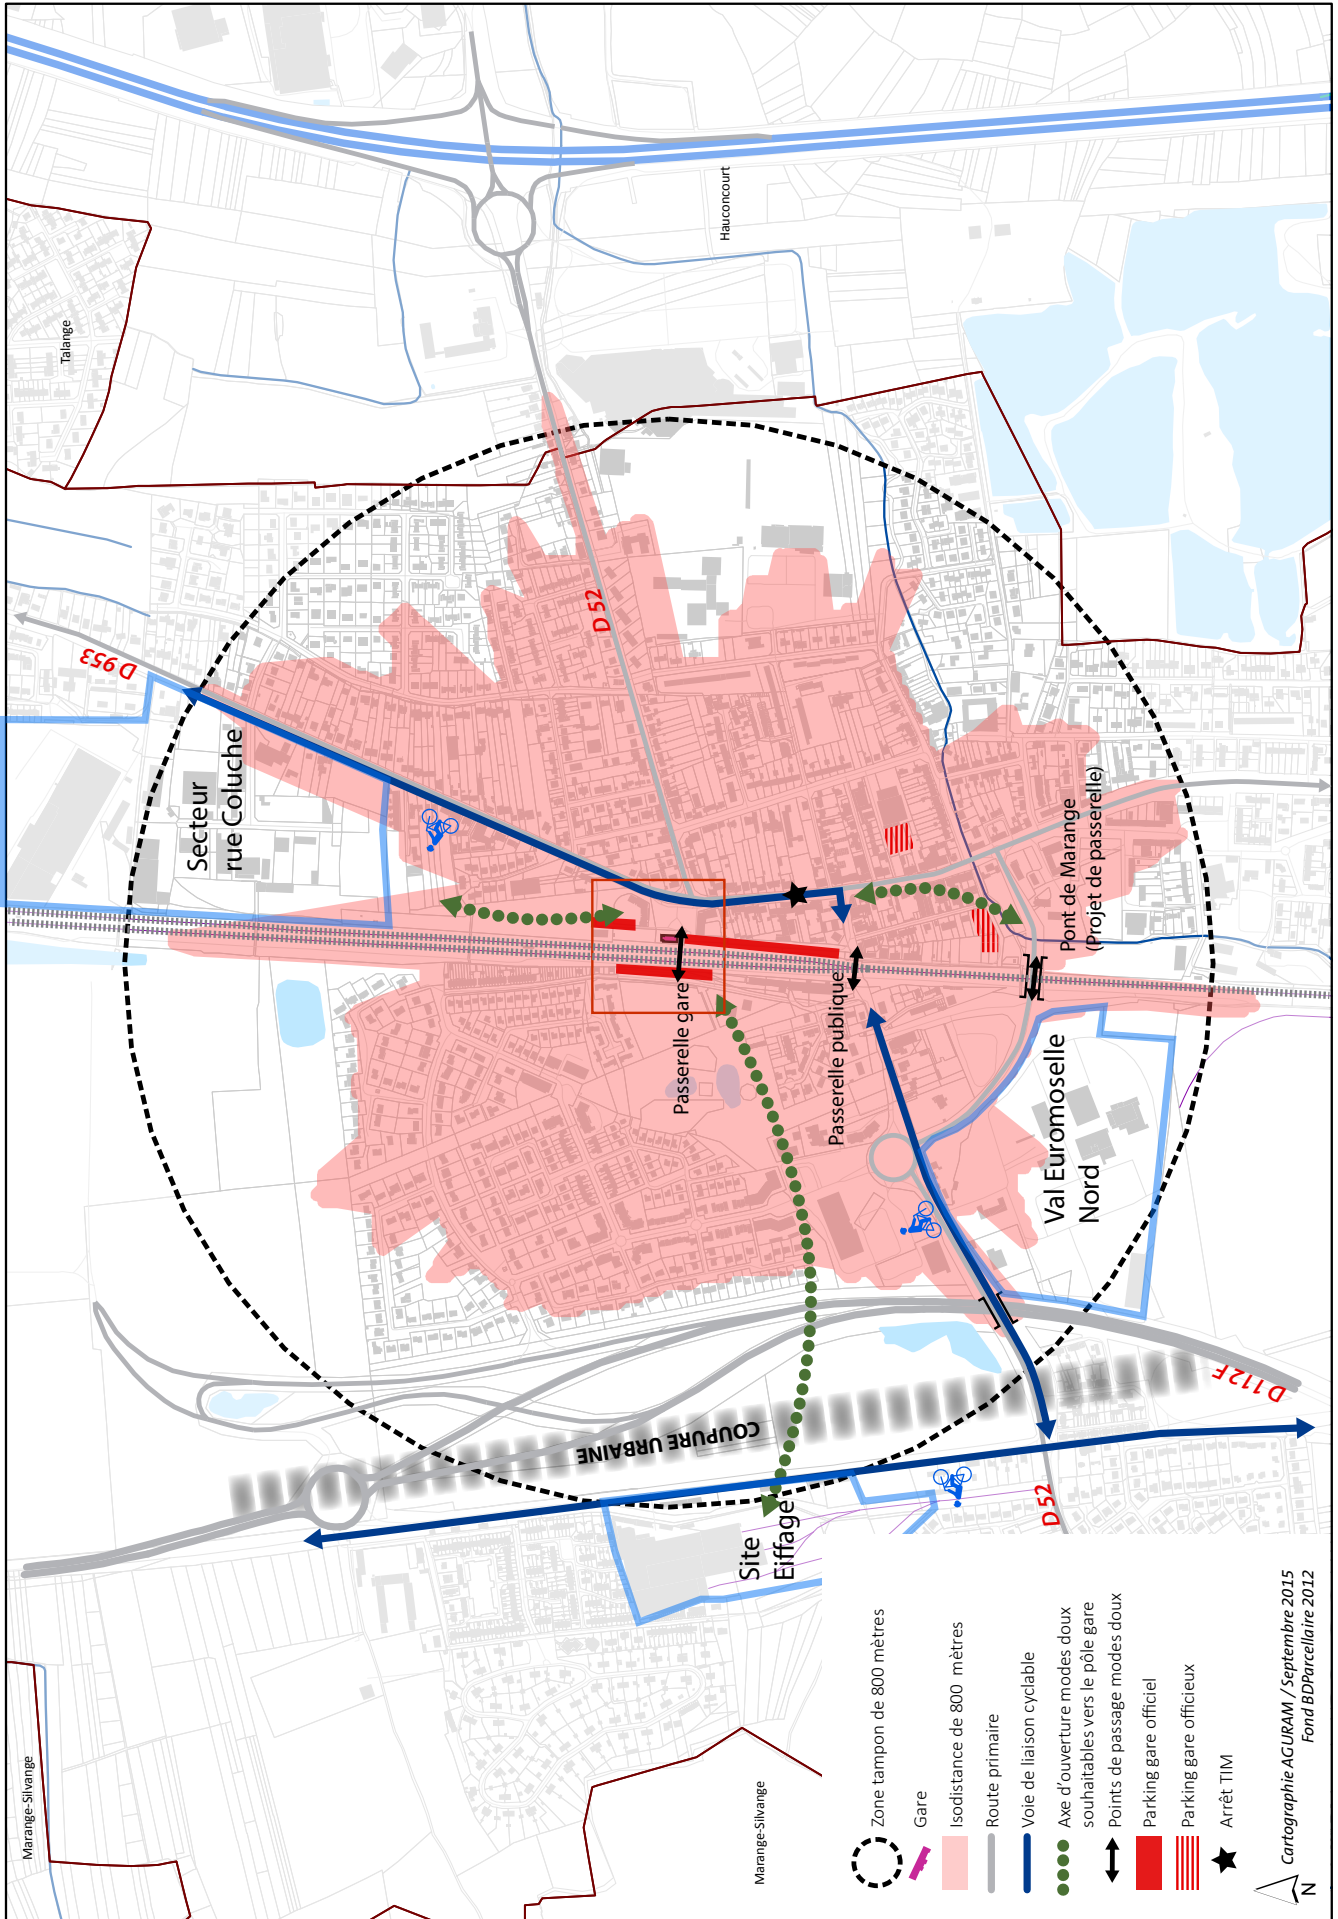 Talange
Hauconcourt
D 953
Secteur
rue Coluche
D 52
Passerelle gare
Passerelle publique
Pont de Marange
(Projet de passerelle)
Val Euromoselle
Nord
COUPURE URBAINE
D 112F
D 52
Site
Eiffage
Marange-Silvange
Marange-Silvange
Zone tampon de 800 mètres
Gare
Isodistance de 800 mètres
Route primaire
Voie de liaison cyclable
Axe d'ouverture modes doux
souhaitables vers le pôle gare
Points de passage modes doux
Parking gare officiel
Parking gare officieux
Arrêt TIM
N
Cartographie AGURAM / Septembre 2015
Fond BDParcellaire 2012